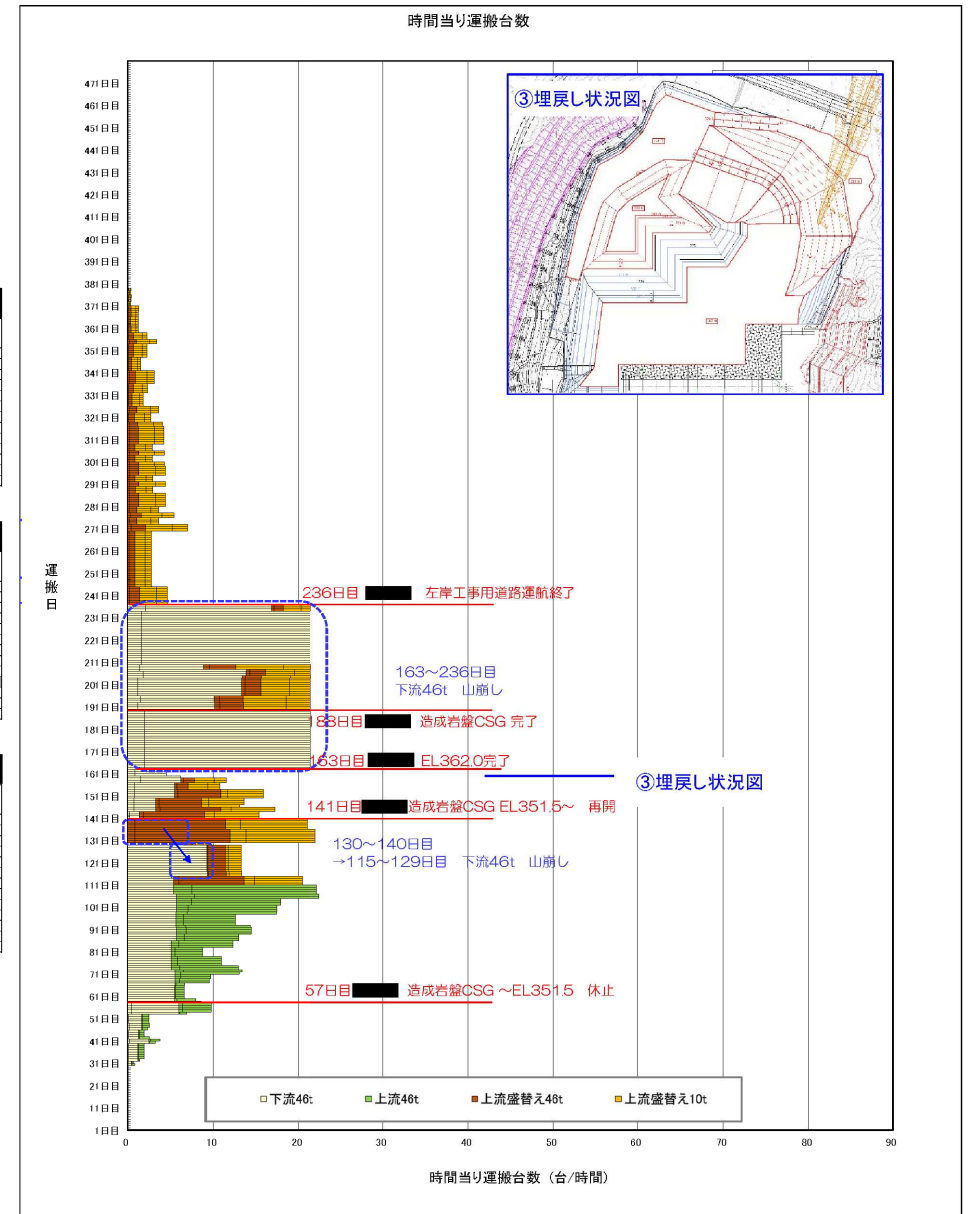 時間当り運搬台数
③埋戻し状況図
471日目
461日目
451日目
441日目
431日目
421日目
411日目
401日目
391日目
381日目
371日目
361日目
351日目
341日目
331日目
321日目
311日目
301日目
291日目
281日目
271日目
261日目
251日目
241日目
231日目
221日目
211日目
201日目
191日目
181日目
171日目
161日目
151日目
141日目
131日目
121日目
111日目
101日目
91日目
81日目
71日目
61日目
51日目
41日目
31日目
21日目
11日目
1日目
運搬日
236日目 左岸工事用道路運航終了
163～236日目
下流46t 山崩し
188日目 造成岩盤CSG 完了
163日目 EL362.0完了
③埋戻し状況図
141日目 造成岩盤CSG EL351.5～ 再開
130～140日目
→115～129日目 下流46t 山崩し
57日目 造成岩盤CSG ～EL351.5 休止
下流46t 上流46t 上流盛替え46t 上流盛替え10t
0 10 20 30 40 50 60 70 80 90
時間当り運搬台数 (台/時間)